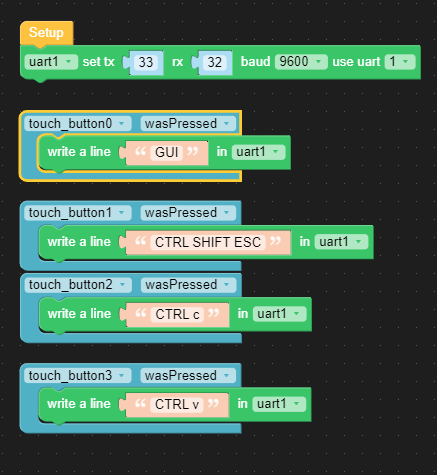 Setup
uart1 set tx 33 rx 32 baud 9600 use uart 1
touch_button0 wasPressed
write a line “ GUI ” in uart1
touch_button1 wasPressed
write a line “ CTRL SHIFT ESC ” in uart1
touch_button2 wasPressed
write a line “ CTRL c ” in uart1
touch_button3 wasPressed
write a line “ CTRL v ” in uart1